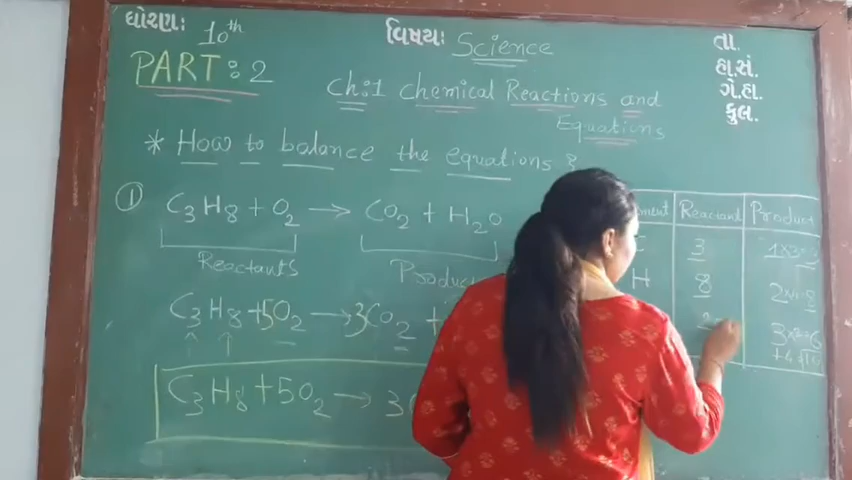 ધોરણ: 10th
વિષય: Science
તા.
હા.સં.
ગે.હા.
કુલ.
PART: 2
Ch:1 Chemical Reactions and
Equations
* How to balance the equations ?
① C3H8 + O2 → CO2 + H2O
Reactants
Product
C3H8 + 5O2 → 3CO2 +
C3H8 + 5O2 → 3
Reactant Product
3
H 8